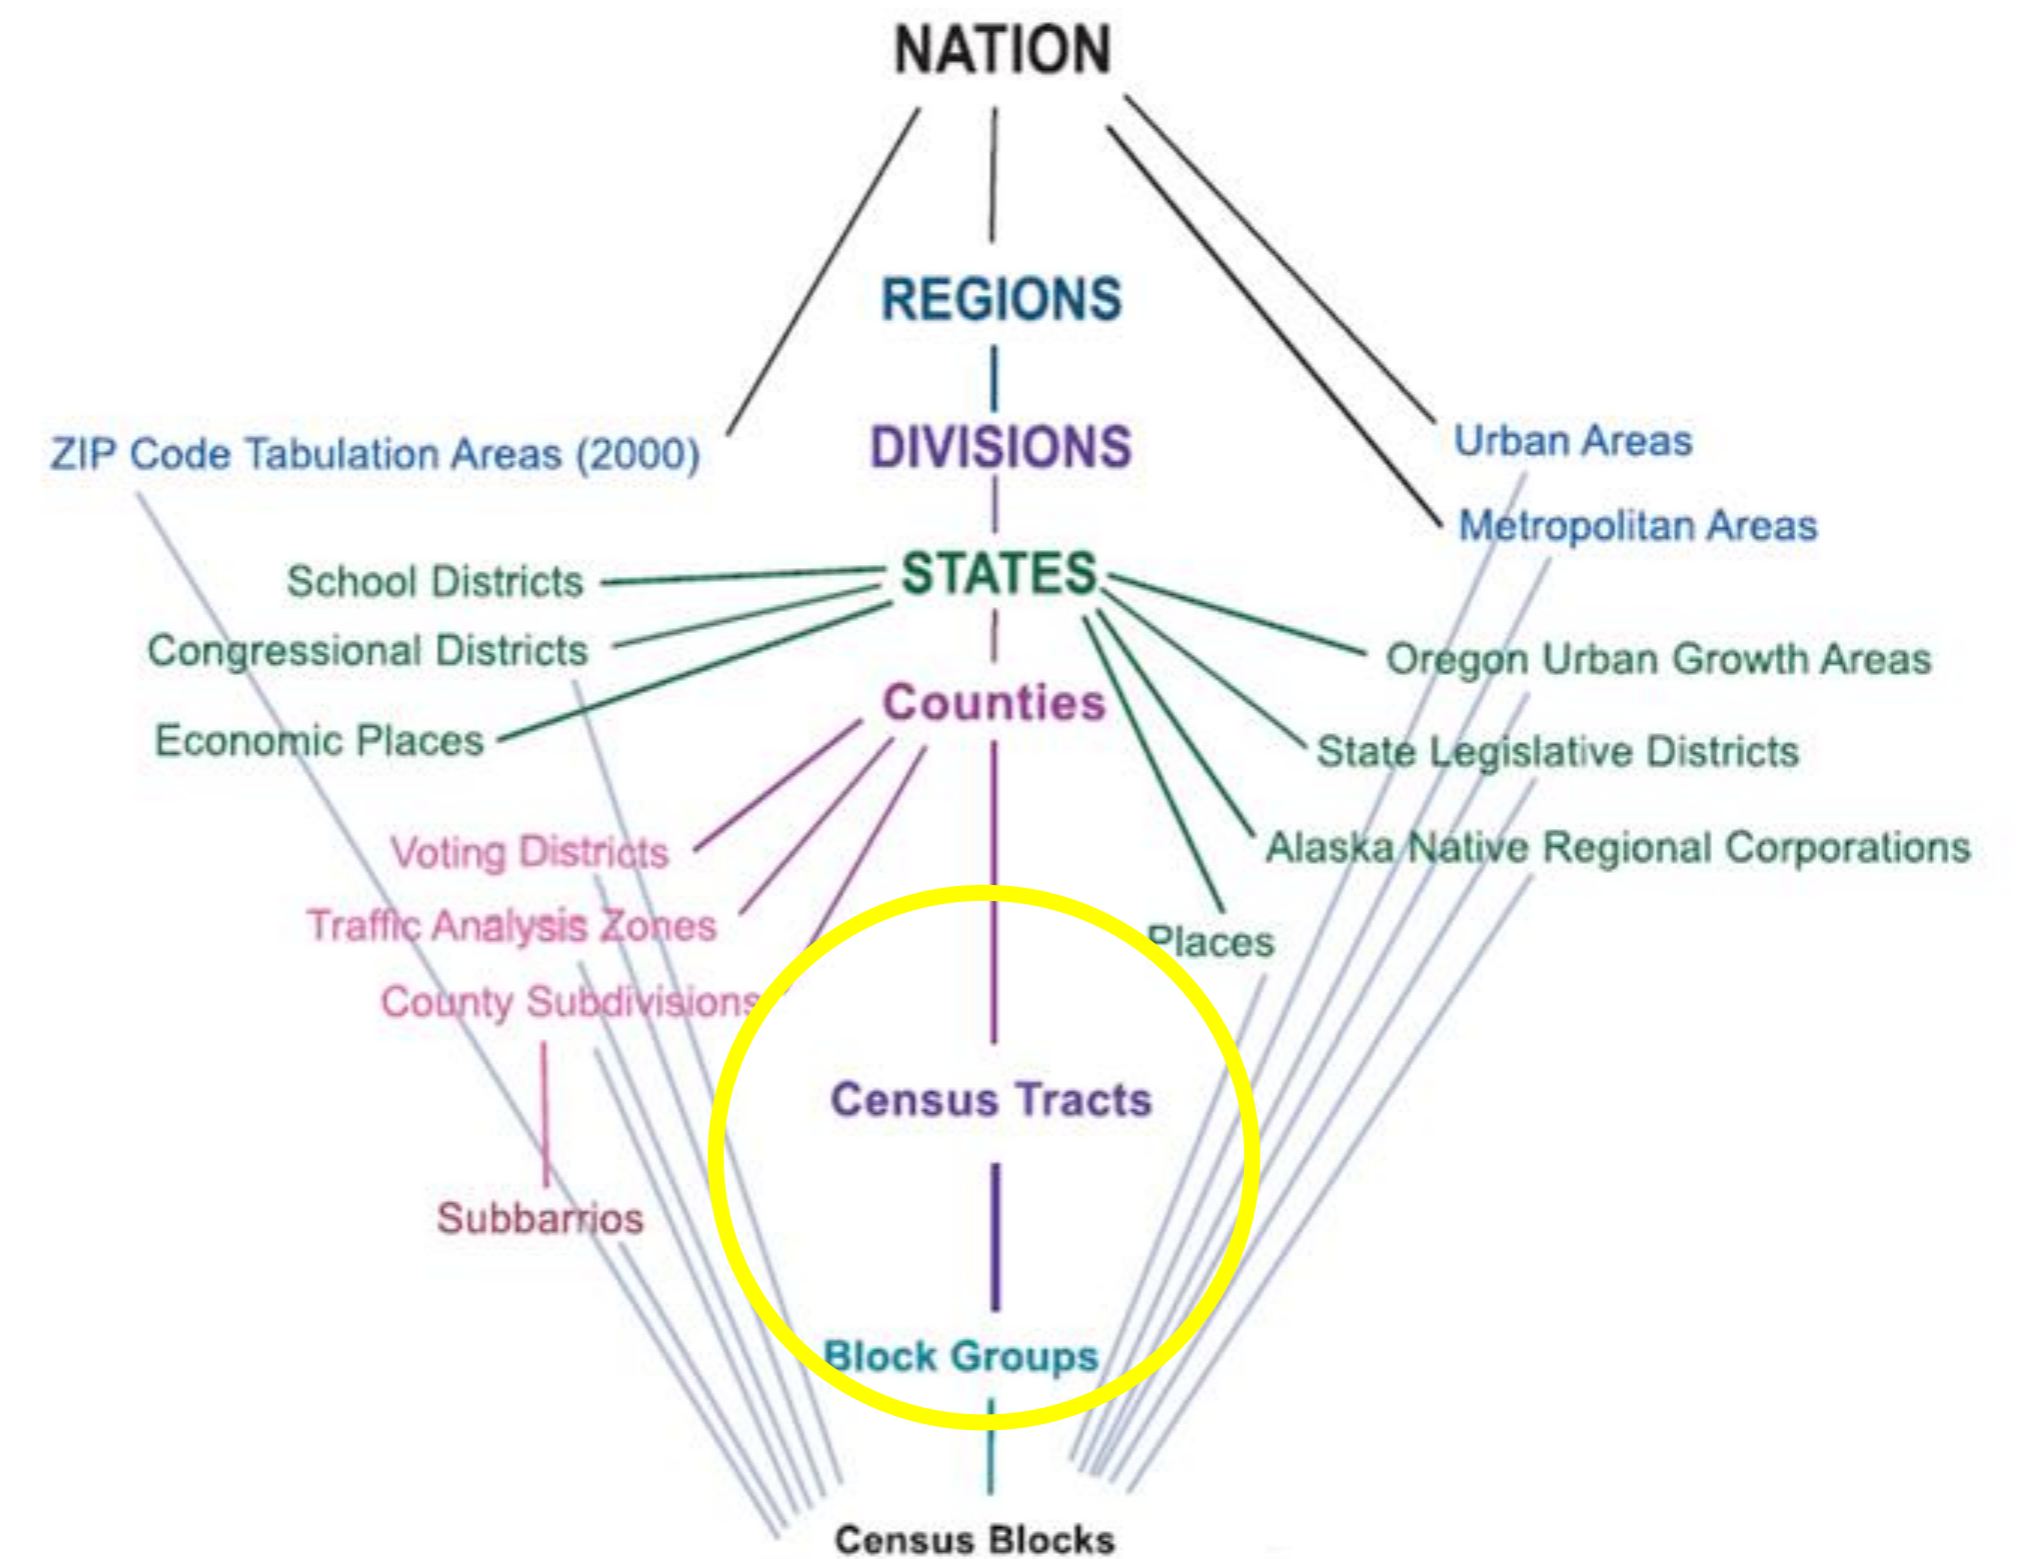 NATION
REGIONS
ZIP Code Tabulation Areas (2000)
DIVISIONS
Urban Areas
Metropolitan Areas
School Districts
STATES
Congressional Districts
Oregon Urban Growth Areas
Economic Places
Counties
State Legislative Districts
Voting Districts
Alaska Native Regional Corporations
Traffic Analysis Zones
Places
County Subdivisions
Census Tracts
Subbarrios
Block Groups
Census Blocks